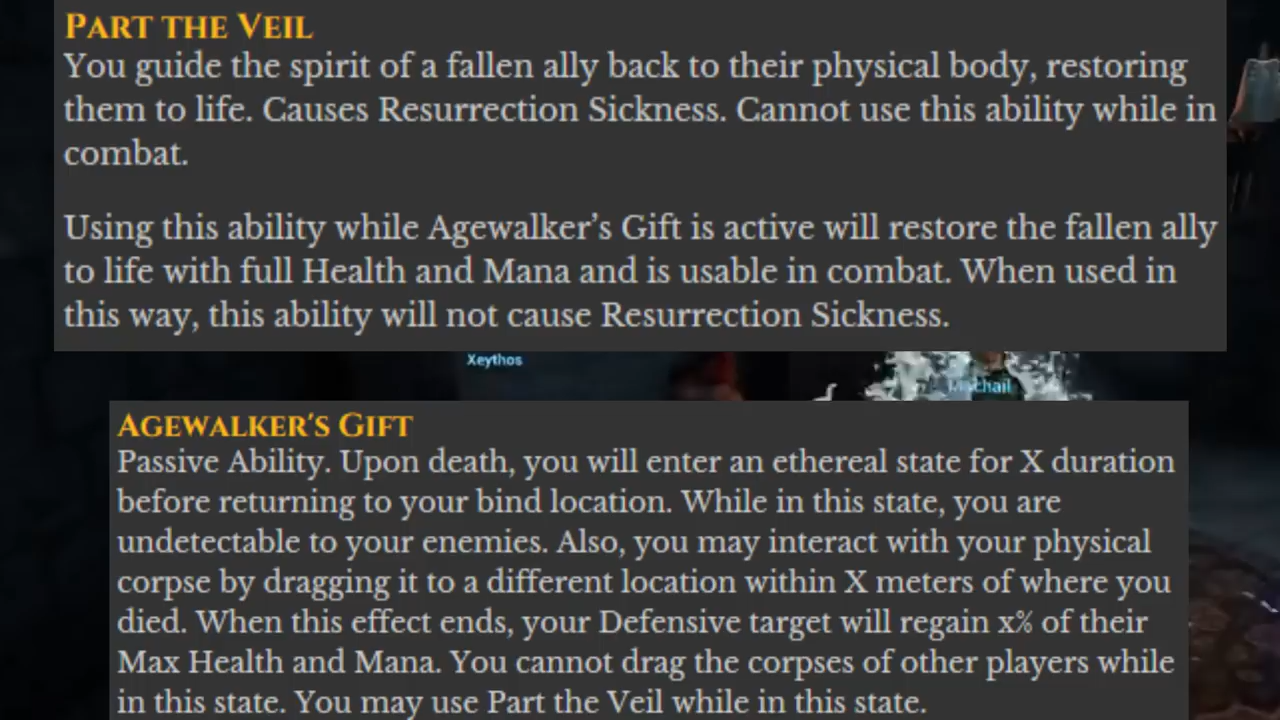 PART THE VEIL
You guide the spirit of a fallen ally back to their physical body, restoring
them to life. Causes Resurrection Sickness. Cannot use this ability while in
combat.
Using this ability while Agewalker’s Gift is active will restore the fallen ally
to life with full Health and Mana and is usable in combat. When used in
this way, this ability will not cause Resurrection Sickness.
Xeythos
AGEWALKER'S GIFT
Passive Ability. Upon death, you will enter an ethereal state for X duration
before returning to your bind location. While in this state, you are
undetectable to your enemies. Also, you may interact with your physical
corpse by dragging it to a different location within X meters of where you
died. When this effect ends, your Defensive target will regain x% of their
Max Health and Mana. You cannot drag the corpses of other players while
in this state. You may use Part the Veil while in this state.